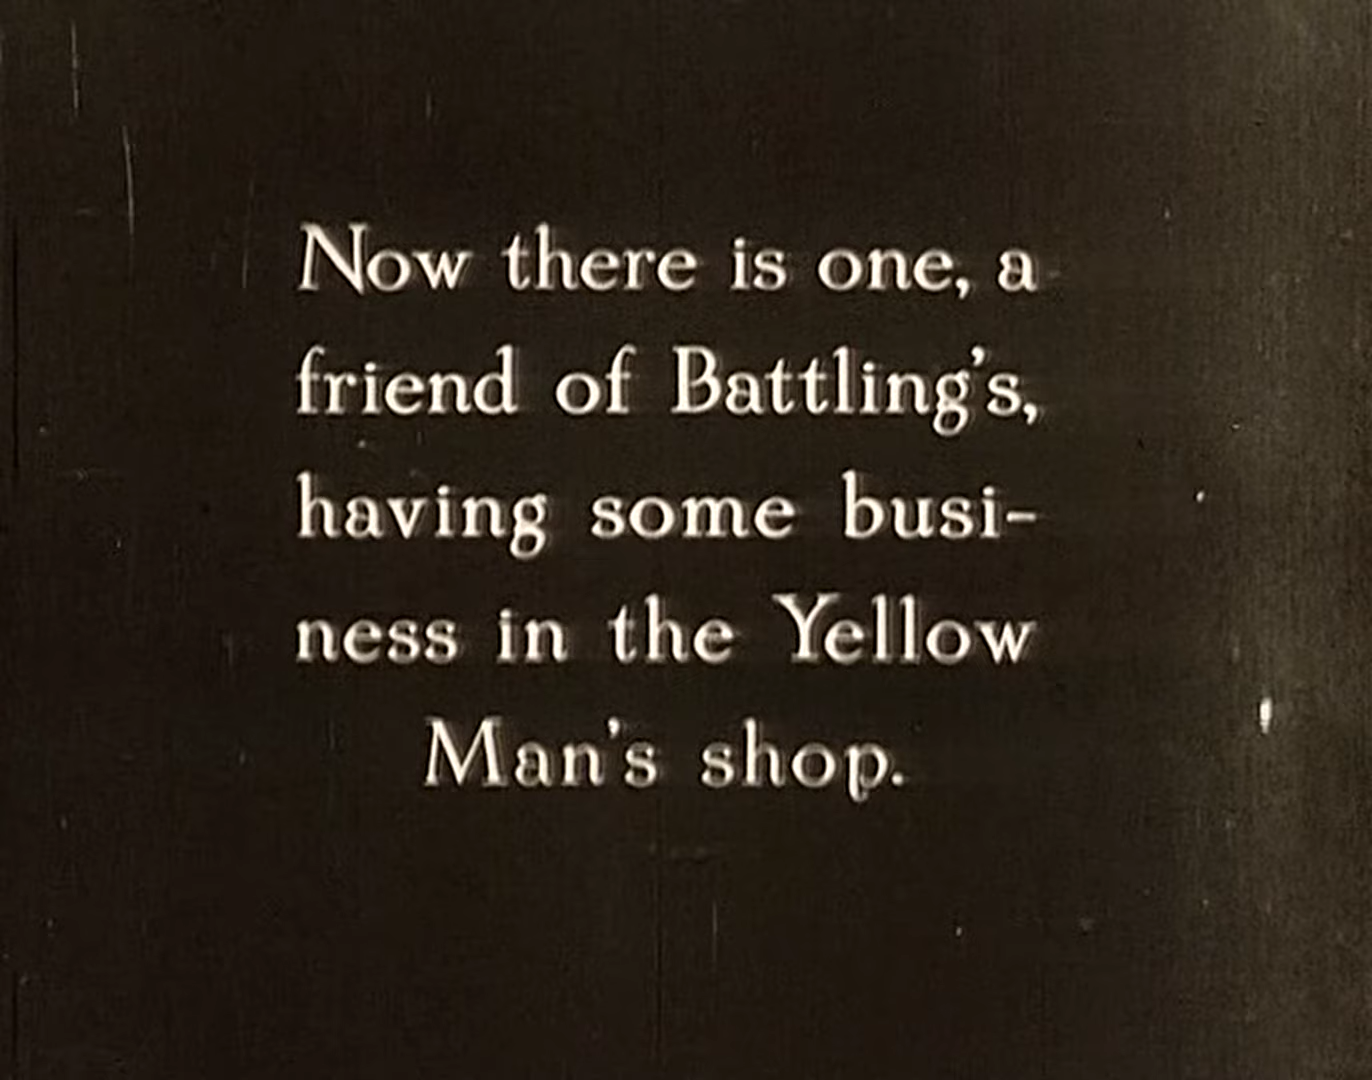 Now there is one, a
friend of Battling's,
having some busi-
ness in the Yellow
Man's shop.